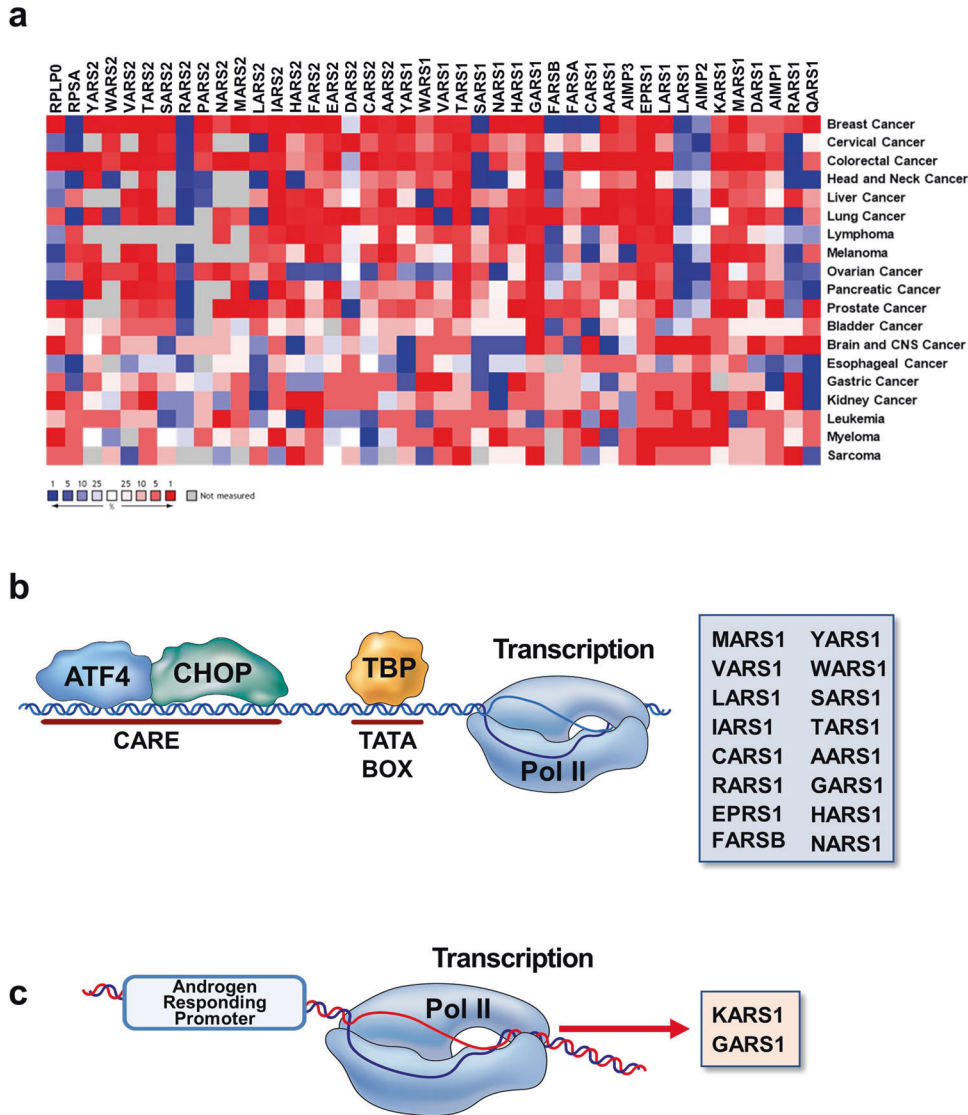 a
RPLP0
RPSA
YARS2
WARS2
VARS2
TARS2
SARS2
RARS2
PARS2
NARS2
MARS2
LARS2
IARS2
HARS2
FARS2
EARS2
DARS2
CARS2
AARS2
YARS1
WARS1
VARS1
TARS1
SARS1
NARS1
HARS1
GARS1
FARSB
FARSA
CARS1
AARS1
AIMP3
EPRS1
LARS1
LARS1
AIMP2
KARS1
MARS1
DARS1
AIMP1
RARS1
QARS1
Breast Cancer
Cervical Cancer
Colorectal Cancer
Head and Neck Cancer
Liver Cancer
Lung Cancer
Lymphoma
Melanoma
Ovarian Cancer
Pancreatic Cancer
Prostate Cancer
Bladder Cancer
Brain and CNS Cancer
Esophageal Cancer
Gastric Cancer
Kidney Cancer
Leukemia
Myeloma
Sarcoma
1 5 10 25 25 10 5 1
Not measured
%
b
ATF4 CHOP
TBP
Transcription
CARE
TATA
BOX
Pol II
MARS1 YARS1
VARS1 WARS1
LARS1 SARS1
IARS1 TARS1
CARS1 AARS1
RARS1 GARS1
EPRS1 HARS1
FARSB NARS1
c
Androgen
Responding
Promoter
Transcription
Pol II
KARS1
GARS1